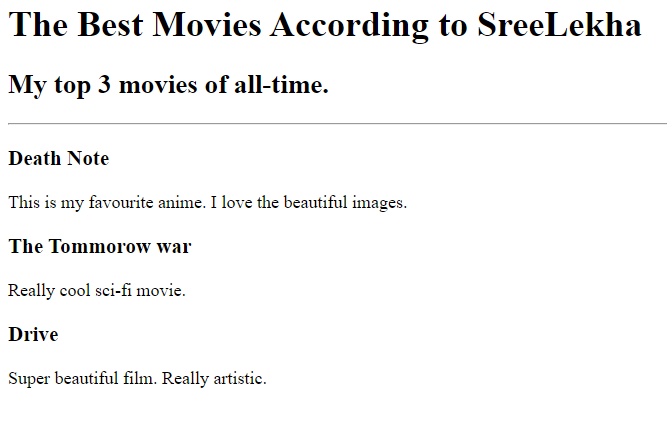 The Best Movies According to SreeLekha
My top 3 movies of all-time.
Death Note
This is my favourite anime. I love the beautiful images.
The Tommorow war
Really cool sci-fi movie.
Drive
Super beautiful film. Really artistic.